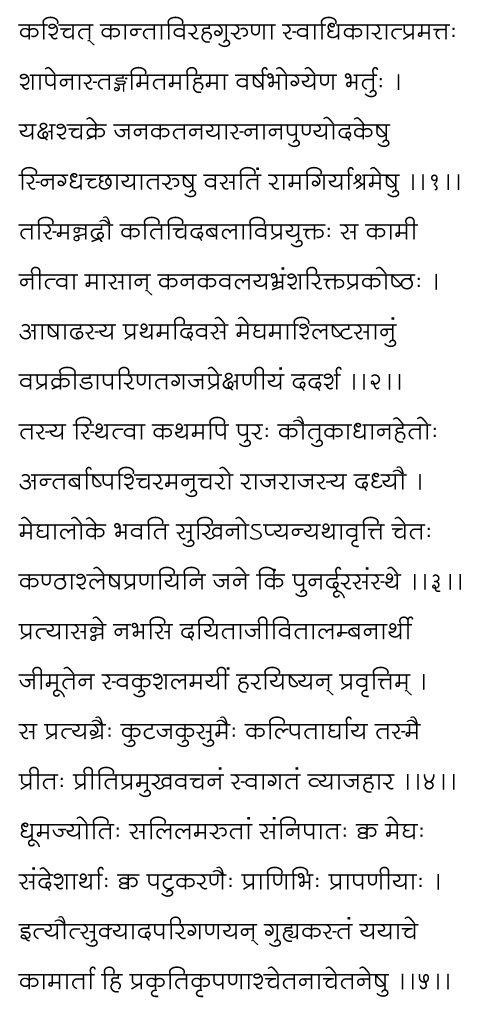 कश्चित् कान्ताविरहगुरुणा स्वाधिकारात्प्रमत्तः
शापेनास्तङ्गमितमहिमा वर्षभोग्येण भर्तुः ।
यक्षश्चक्रे जनकतनयास्नानपुण्योदकेषु
स्निग्धच्छायातरुषु वसतिं रामगिर्याश्रमेषु ।।१।।
तस्मिन्नद्रौ कतिचिदबलाविप्रयुक्तः स कामी
नीत्वा मासान् कनकवलयभ्रंशरिक्तप्रकोष्ठः ।
आषाढस्य प्रथमदिवसे मेघमाश्लिष्टसानुं
वप्रक्रीडापरिणतगजप्रेक्षणीयं ददर्श ।।२।।
तस्य स्थित्वा कथमपि पुरः कौतुकाधानहेतोः
अन्तर्बाष्पश्चिरमनुचरो राजराजस्य दध्यौ ।
मेघालोके भवति सुखिनोऽप्यन्यथावृत्ति चेतः
कण्ठाश्लेषप्रणयिनि जने किं पुनर्दूरसंस्थे ।।३।।
प्रत्यासन्ने नभसि दयिताजीवितालम्बनार्थी
जीमूतेन स्वकुशलमयीं हरयिष्यन् प्रवृत्तिम् ।
स प्रत्यग्रैः कुटजकुसुमैः कल्पितार्घाय तस्मै
प्रीतः प्रीतिप्रमुखवचनं स्वागतं व्याजहार ।।४।।
धूमज्योतिः सलिलमरुतां संनिपातः क्व मेघः
संदेशार्थाः क्व पटुकरणैः प्राणिभिः प्रापणीयाः ।
इत्यौत्सुक्यादपरिगणयन् गुह्यकस्तं ययाचे
कामार्ता हि प्रकृतिकृपणाश्चेतनाचेतनेषु ।।५।।